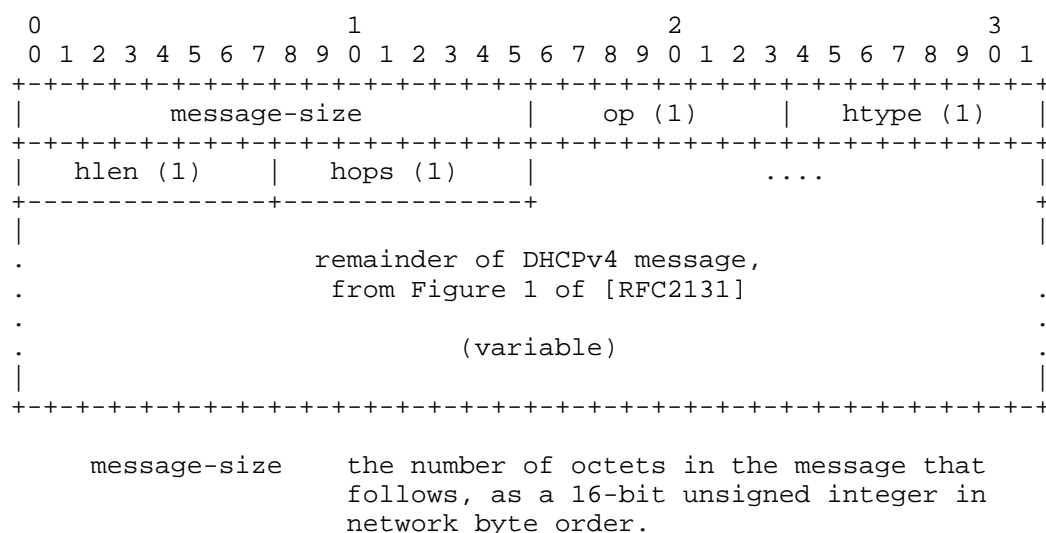 0                   1                   2                   3
 0 1 2 3 4 5 6 7 8 9 0 1 2 3 4 5 6 7 8 9 0 1 2 3 4 5 6 7 8 9 0 1
+-+-+-+-+-+-+-+-+-+-+-+-+-+-+-+-+-+-+-+-+-+-+-+-+-+-+-+-+-+-+-+-+
|         message-size          |    op (1)     |   htype (1)   |
+-+-+-+-+-+-+-+-+-+-+-+-+-+-+-+-+-+-+-+-+-+-+-+-+-+-+-+-+-+-+-+-+
|   hlen (1)    |   hops (1)    |               ....            |
+---------------+---------------+                               +
|                                                               |
.                  remainder of DHCPv4 message,
.                   from Figure 1 of [RFC2131]                  .
.                                                               .
.                           (variable)                          .
|                                                               |
+-+-+-+-+-+-+-+-+-+-+-+-+-+-+-+-+-+-+-+-+-+-+-+-+-+-+-+-+-+-+-+-+
message-size    the number of octets in the message that
follows, as a 16-bit unsigned integer in
network byte order.